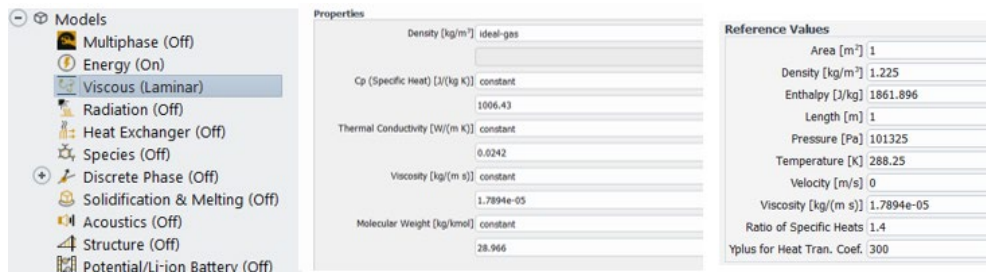 Models
Multiphase (Off)
Energy (On)
Viscous (Laminar)
Radiation (Off)
Heat Exchanger (Off)
Species (Off)
Discrete Phase (Off)
Solidification & Melting (Off)
Acoustics (Off)
Structure (Off)
Potential/Li-ion Battery (Off)
Properties
Density [kg/m³] ideal-gas
Cp (Specific Heat) [J/(kg K)] constant
1006.43
Thermal Conductivity [W/(m K)] constant
0.0242
Viscosity [kg/(m s)] constant
1.7894e-05
Molecular Weight [kg/kmol] constant
28.966
Reference Values
Area [m²] 1
Density [kg/m³] 1.225
Enthalpy [J/kg] 1861.896
Length [m] 1
Pressure [Pa] 101325
Temperature [K] 288.25
Velocity [m/s] 0
Viscosity [kg/(m s)] 1.7894e-05
Ratio of Specific Heats 1.4
Yplus for Heat Tran. Coef. 300